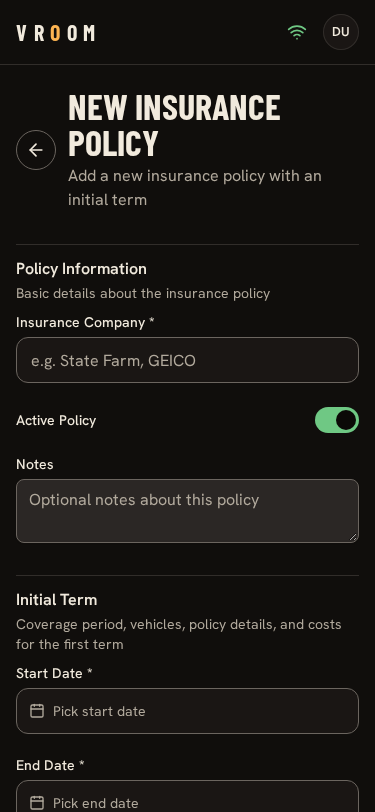 VROOM
DU
NEW INSURANCE
POLICY
Add a new insurance policy with an
initial term
Policy Information
Basic details about the insurance policy
Insurance Company *
e.g. State Farm, GEICO
Active Policy
Notes
Optional notes about this policy
Initial Term
Coverage period, vehicles, policy details, and costs
for the first term
Start Date *
Pick start date
End Date *
Pick end date